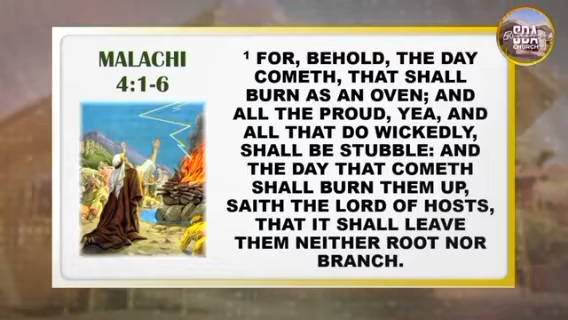 MALACHI
4:1-6
¹ FOR, BEHOLD, THE DAY
COMETH, THAT SHALL
BURN AS AN OVEN; AND
ALL THE PROUD, YEA, AND
ALL THAT DO WICKEDLY,
SHALL BE STUBBLE: AND
THE DAY THAT COMETH
SHALL BURN THEM UP,
SAITH THE LORD OF HOSTS,
THAT IT SHALL LEAVE
THEM NEITHER ROOT NOR
BRANCH.
SDA
CHURCH